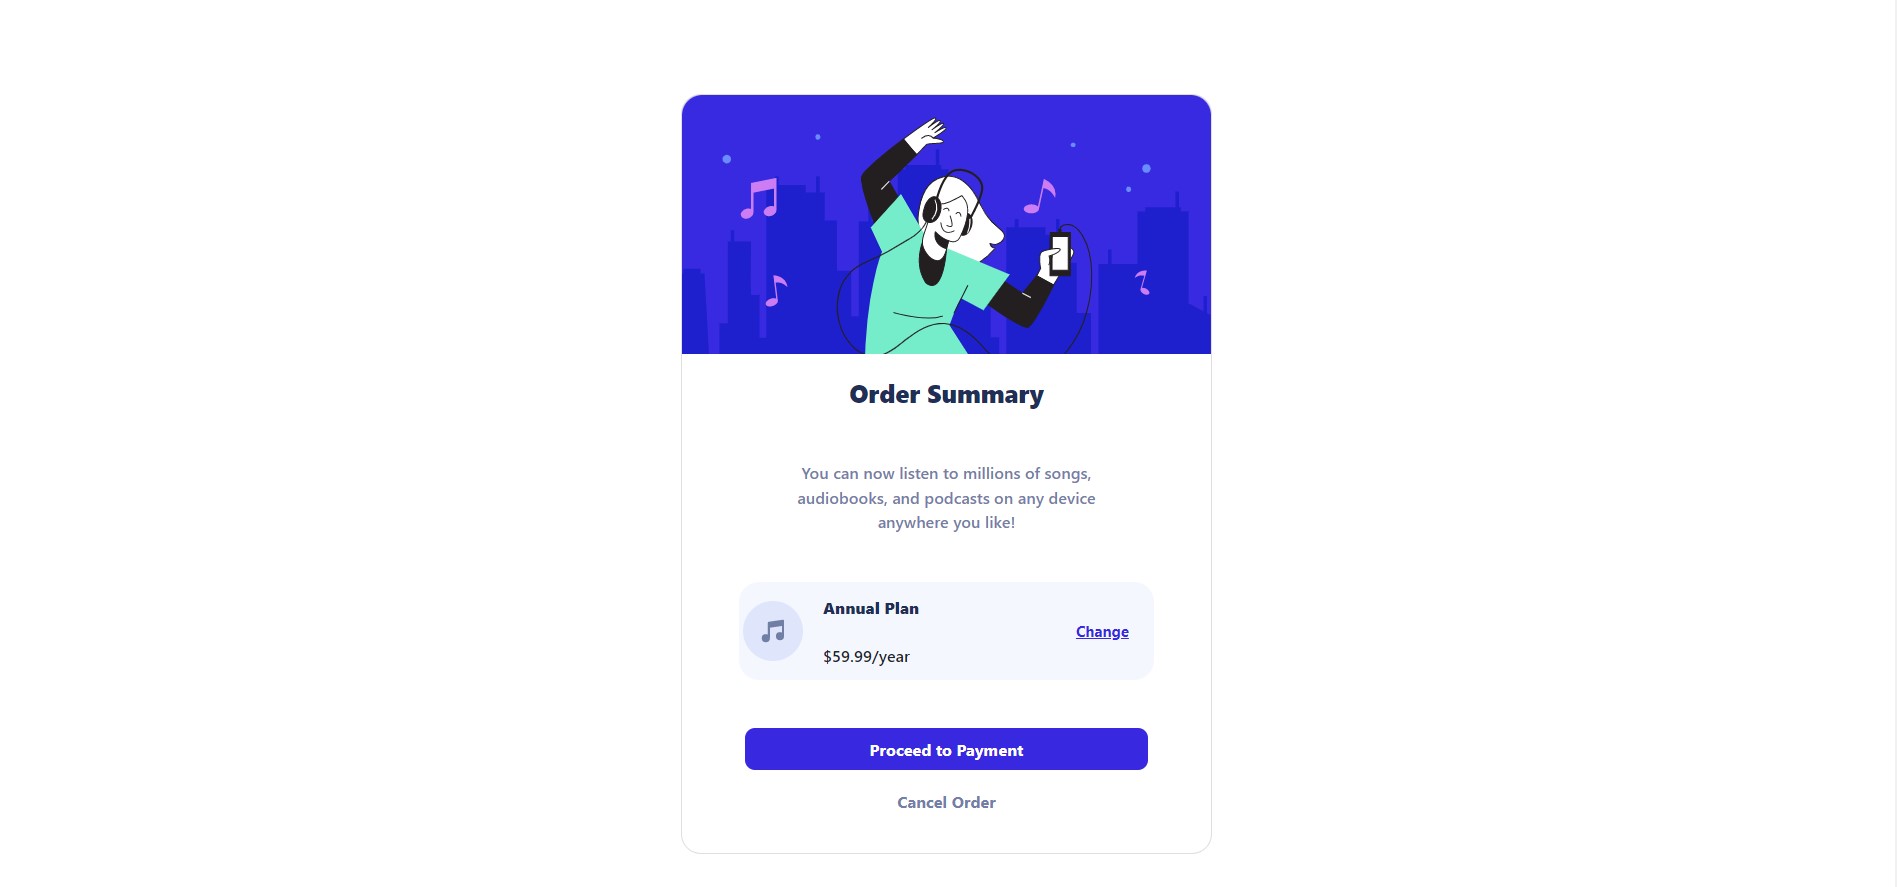 Order Summary
You can now listen to millions of songs,
audiobooks, and podcasts on any device
anywhere you like!
Annual Plan
Change
$59.99/year
Proceed to Payment
Cancel Order